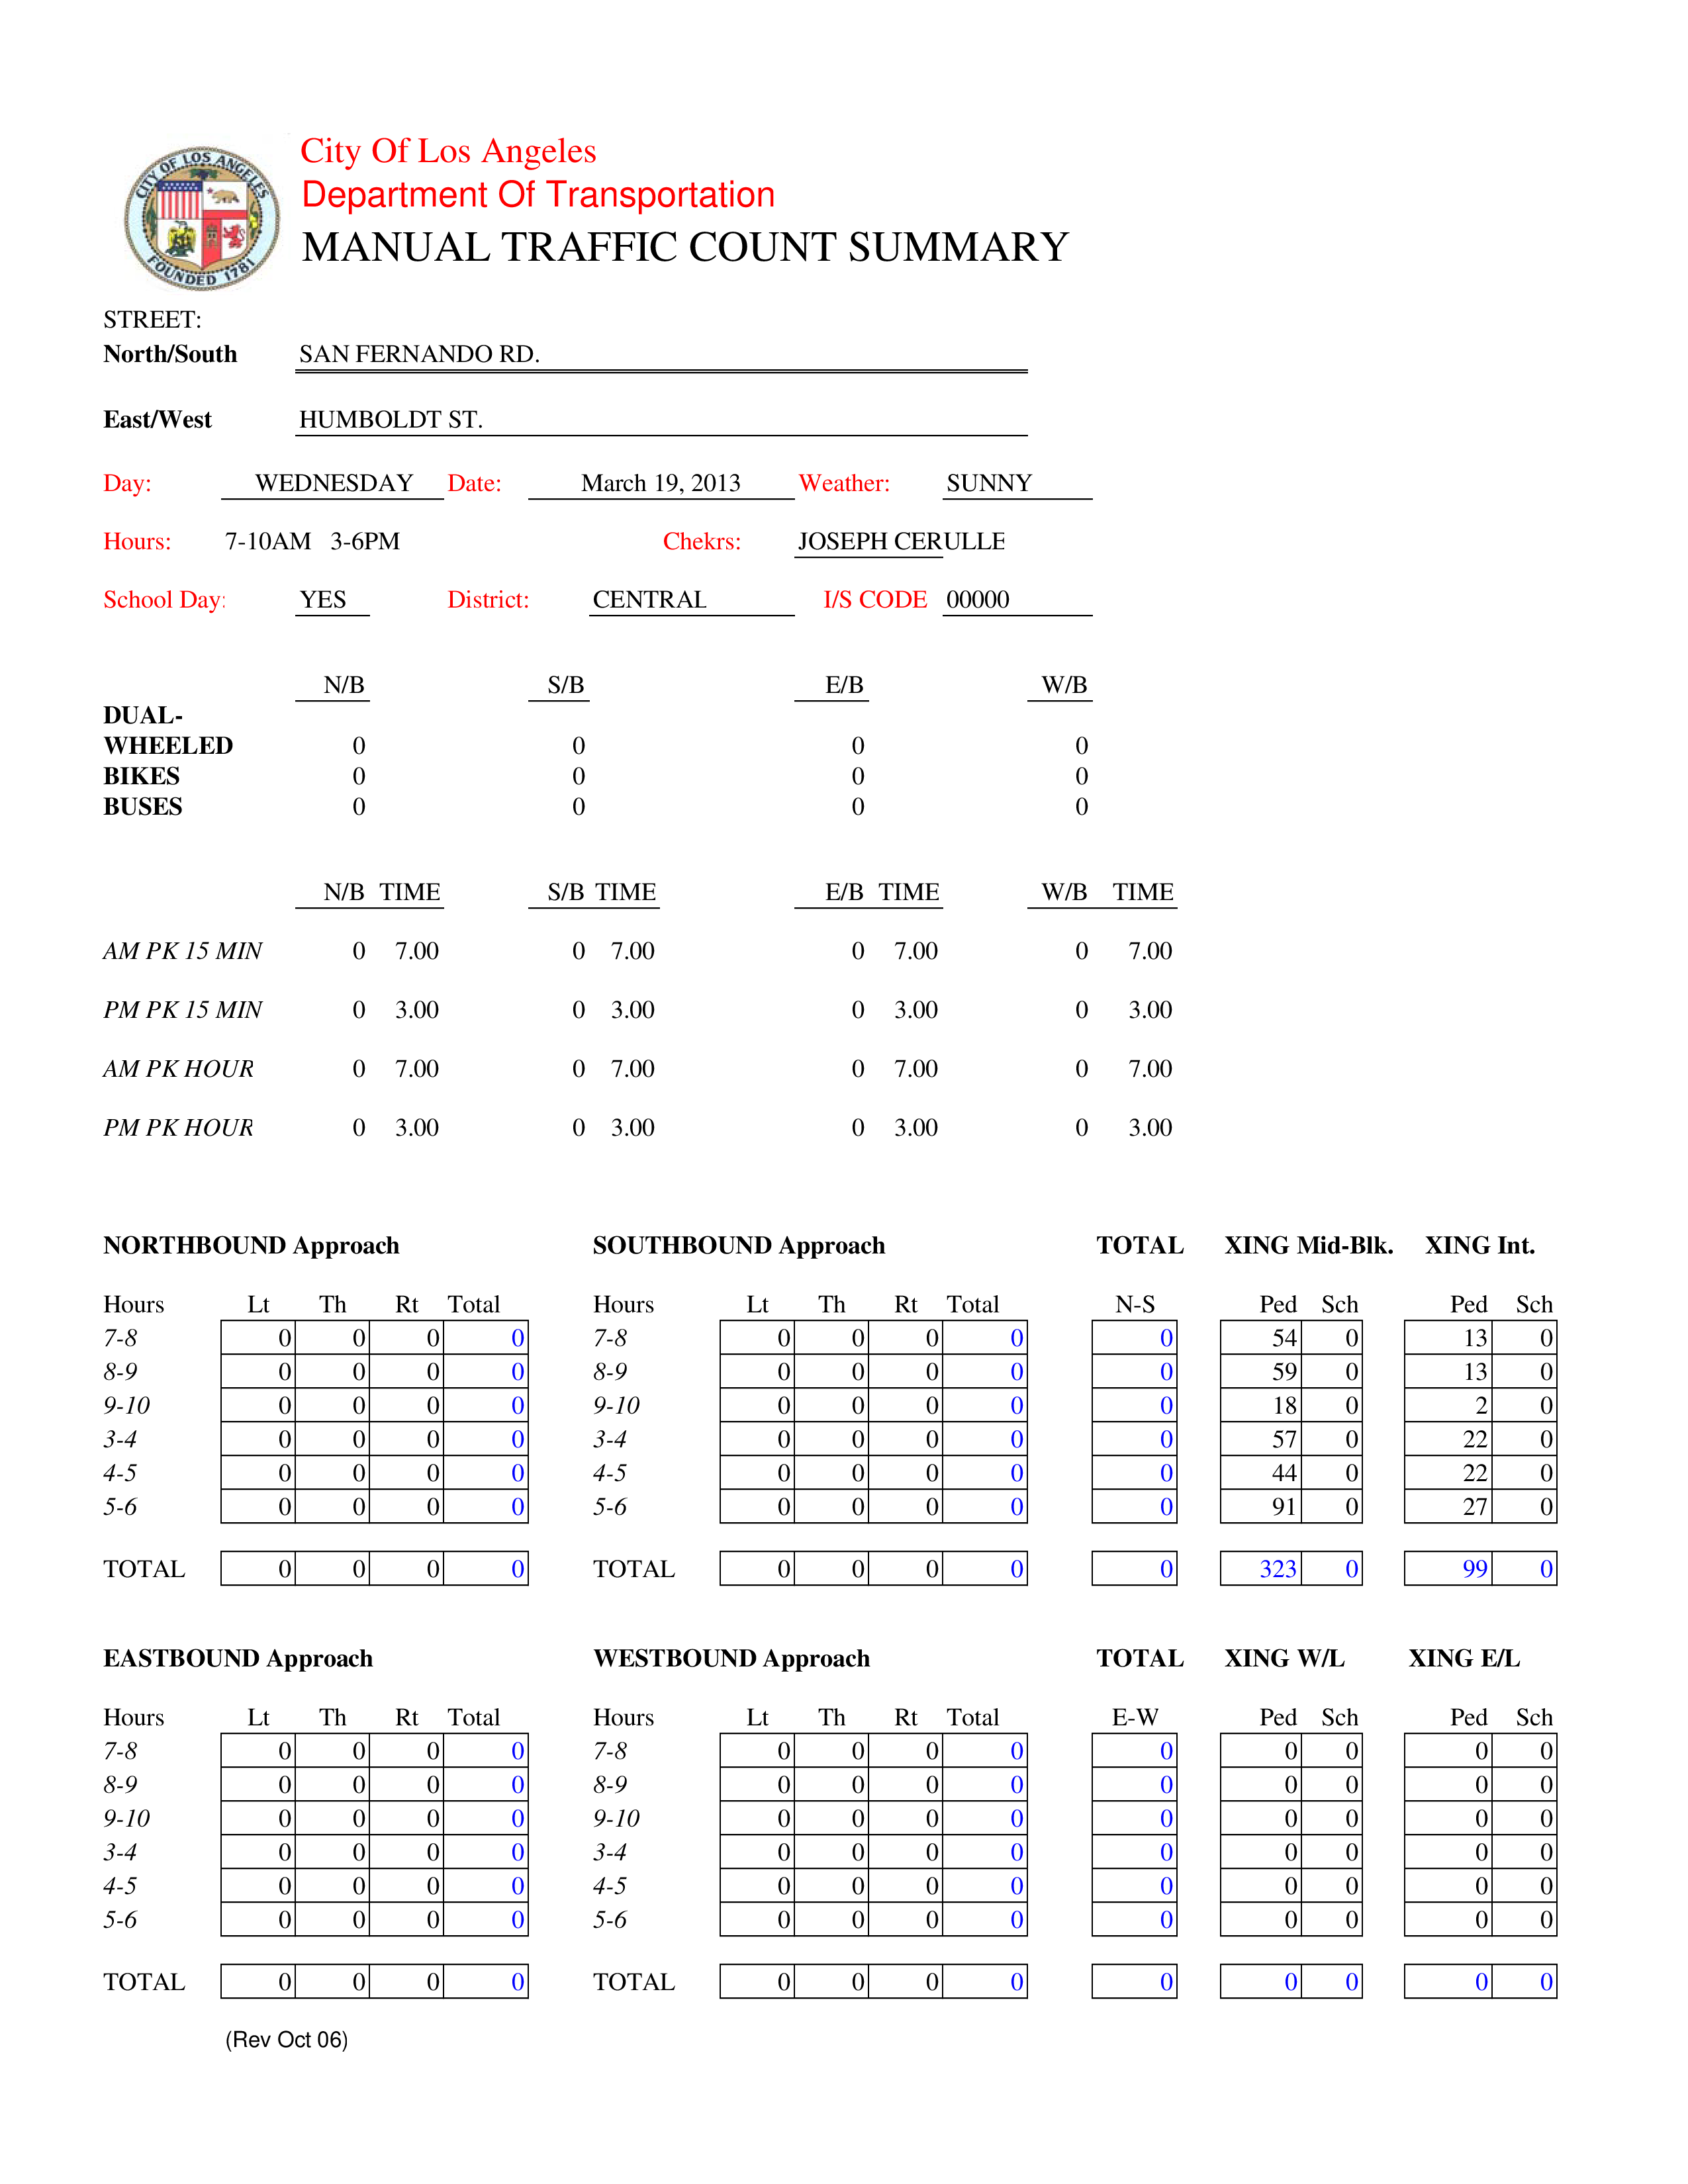 CITY OF LOS ANGELES
FOUNDED 1781
City Of Los Angeles
Department Of Transportation
MANUAL TRAFFIC COUNT SUMMARY
STREET:
North/South SAN FERNANDO RD.
East/West HUMBOLDT ST.
Day: WEDNESDAY Date: March 19, 2013 Weather: SUNNY
Hours: 7-10AM 3-6PM Chekrs: JOSEPH CERULLE
School Day: YES District: CENTRAL I/S CODE 00000
N/B S/B E/B W/B
DUAL-
WHEELED 0 0 0 0
BIKES 0 0 0 0
BUSES 0 0 0 0
N/B TIME S/B TIME E/B TIME W/B TIME
AM PK 15 MIN 0 7.00 0 7.00 0 7.00 0 7.00
PM PK 15 MIN 0 3.00 0 3.00 0 3.00 0 3.00
AM PK HOUR 0 7.00 0 7.00 0 7.00 0 7.00
PM PK HOUR 0 3.00 0 3.00 0 3.00 0 3.00
NORTHBOUND Approach SOUTHBOUND Approach TOTAL XING Mid-Blk. XING Int.
Hours Lt Th Rt Total Hours Lt Th Rt Total N-S Ped Sch Ped Sch
7-8 0 0 0 0 7-8 0 0 0 0 0 54 0 13 0
8-9 0 0 0 0 8-9 0 0 0 0 0 59 0 13 0
9-10 0 0 0 0 9-10 0 0 0 0 0 18 0 2 0
3-4 0 0 0 0 3-4 0 0 0 0 0 57 0 22 0
4-5 0 0 0 0 4-5 0 0 0 0 0 44 0 22 0
5-6 0 0 0 0 5-6 0 0 0 0 0 91 0 27 0
TOTAL 0 0 0 0 TOTAL 0 0 0 0 0 323 0 99 0
EASTBOUND Approach WESTBOUND Approach TOTAL XING W/L XING E/L
Hours Lt Th Rt Total Hours Lt Th Rt Total E-W Ped Sch Ped Sch
7-8 0 0 0 0 7-8 0 0 0 0 0 0 0 0 0
8-9 0 0 0 0 8-9 0 0 0 0 0 0 0 0 0
9-10 0 0 0 0 9-10 0 0 0 0 0 0 0 0 0
3-4 0 0 0 0 3-4 0 0 0 0 0 0 0 0 0
4-5 0 0 0 0 4-5 0 0 0 0 0 0 0 0 0
5-6 0 0 0 0 5-6 0 0 0 0 0 0 0 0 0
TOTAL 0 0 0 0 TOTAL 0 0 0 0 0 0 0 0 0
(Rev Oct 06)